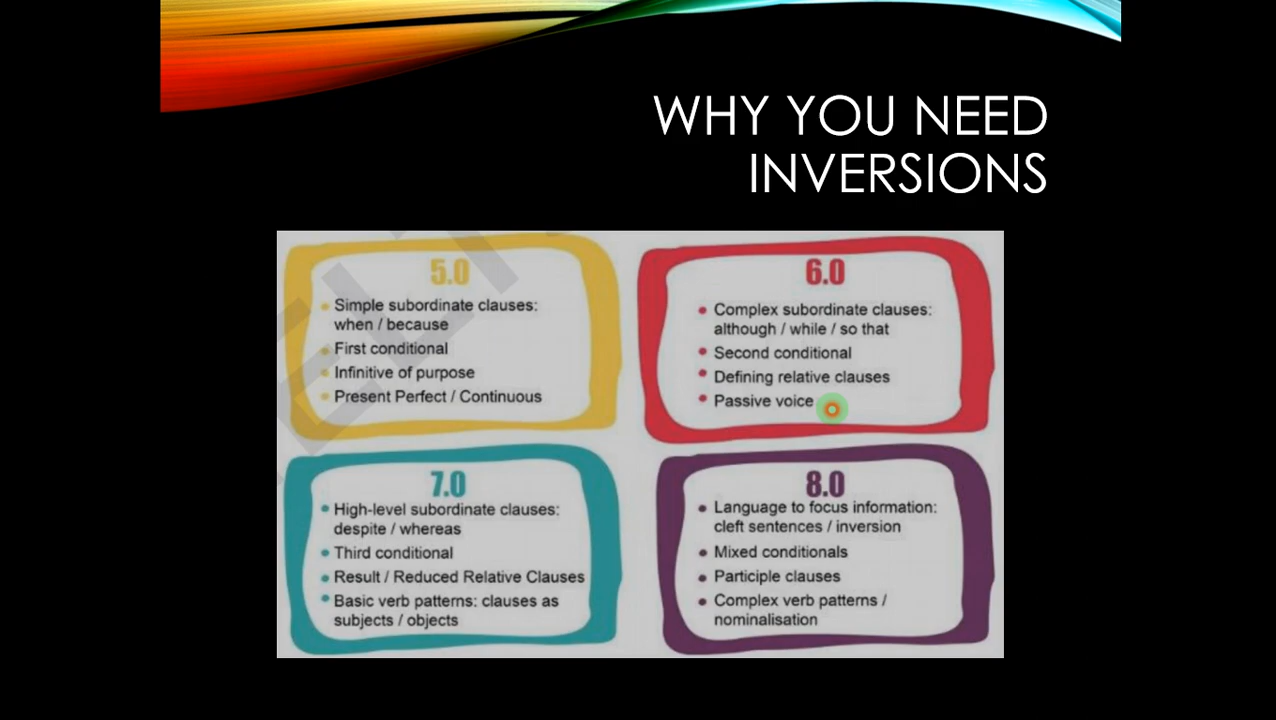 WHY YOU NEED
INVERSIONS
5.0
Simple subordinate clauses:
when / because
First conditional
Infinitive of purpose
Present Perfect / Continuous
6.0
Complex subordinate clauses:
although / while / so that
Second conditional
Defining relative clauses
Passive voice
7.0
High-level subordinate clauses:
despite / whereas
Third conditional
Result / Reduced Relative Clauses
Basic verb patterns: clauses as
subjects / objects
8.0
Language to focus information:
cleft sentences / inversion
Mixed conditionals
Participle clauses
Complex verb patterns /
nominalisation